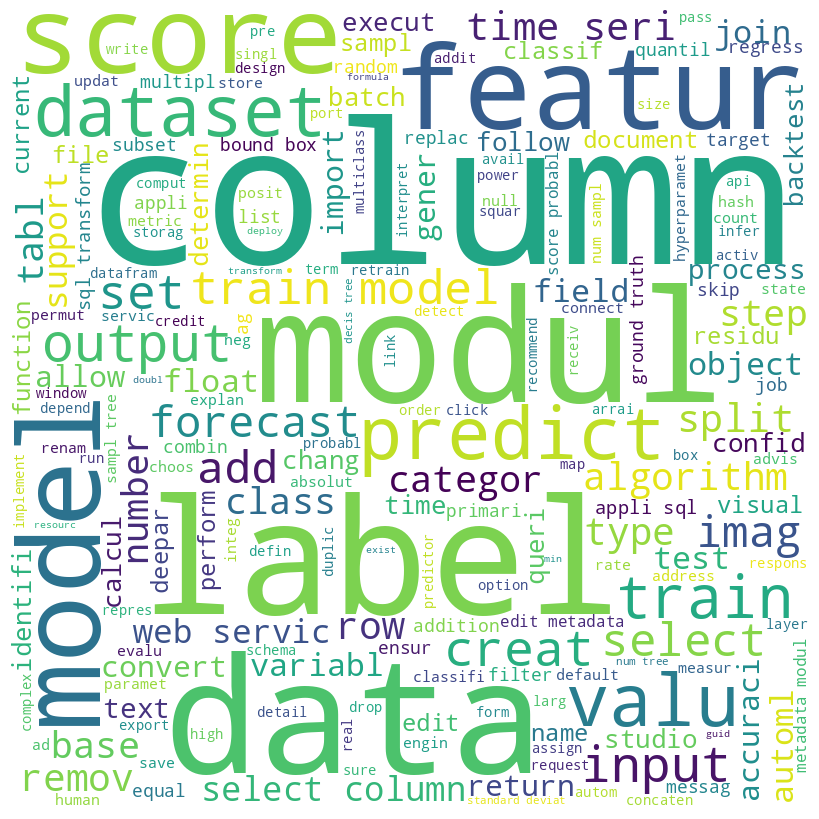 score
write
pre
singl
design
execut
sampl
random
addit
formula
time seri
classif
pass
quantil
join
regress
featur
dataset
updat
multipl
store
port
batch
size
current
file
subset
bound box
replac
follow
document
target
backtest
column
comput
appli
metric
storag
posit
list
deploy
import
multiclass
interpret
gener
avail
power
null
squar
num sampl
score probabl
hyperparamet
api
hash
count
infer
activ
tabl
support
sql transform
determin
datafram
transform
term
retrain
set
train model
detect
field
connect
process
skip
state
permut
servic
credit
ag
neg
output
function
allow
window
depend
doubl
float
explan
decis tree
link
modul
recommend
receiv
ground truth
step
residu
object
job
model
renam
run
sampl tree
forecast
combin
choos
absolut
probabl
order
click
predict
arrai
map
split
box
confid
advis
implement
resourc
number
add
chang
categor
algorithm
appli sql
visual
identifi
calcul
deepar
perform
class
integ
defin
duplic
label
exist
time
primari
predictor
queri
option
min
type
imag
test
rate
address
respons
train
repres
web servic
row
ensur
addition
edit metadata
creat
select
layer
complex
evalu
convert
paramet
schema
variabl
classifi
filter
default
num tree
measur
metadata modul
text
export
detail
real
drop
edit
engin
form
larg
name
assign
request
valu
studio
guid
accuraci
automl
ad
base
save
high
data
sure
input
messag
remov
human
equal
select column
return
standard deviat
autom
concaten